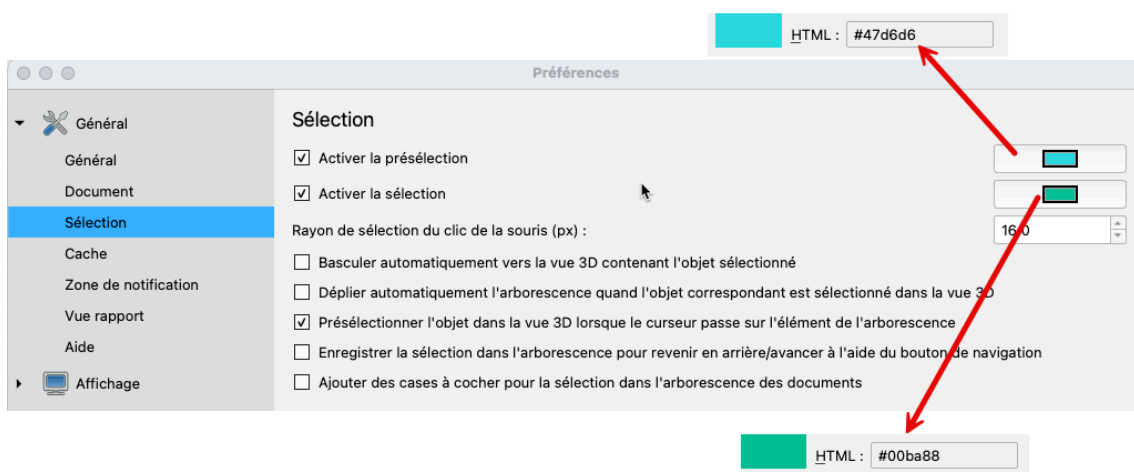 HTML : #47d6d6
Préférences
Général
Général
Document
Sélection
Cache
Zone de notification
Vue rapport
Aide
Affichage
Sélection
Activer la présélection
Activer la sélection
Rayon de sélection du clic de la souris (px) : 16,0
Basculer automatiquement vers la vue 3D contenant l'objet sélectionné
Déplier automatiquement l'arborescence quand l'objet correspondant est sélectionné dans la vue 3D
Présélectionner l'objet dans la vue 3D lorsque le curseur passe sur l'élément de l'arborescence
Enregistrer la sélection dans l'arborescence pour revenir en arrière/avancer à l'aide du bouton de navigation
Ajouter des cases à cocher pour la sélection dans l'arborescence des documents
HTML : #00ba88